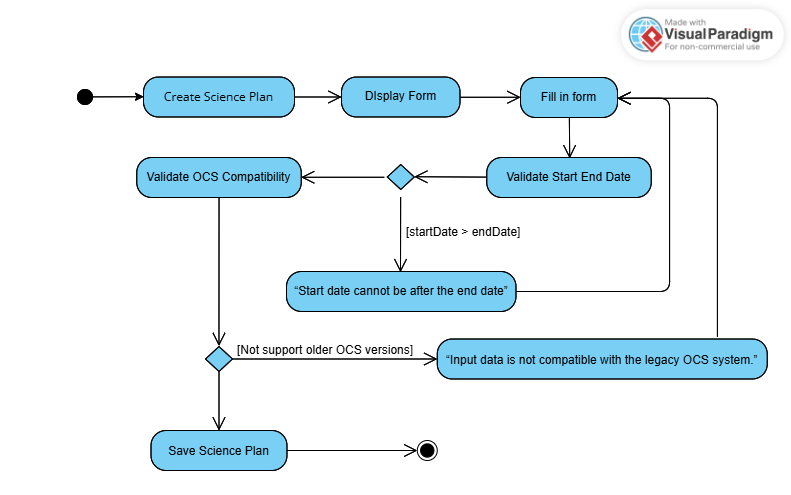 Made with
Visual Paradigm
For non-commercial use
Create Science Plan
DIsplay Form
Fill in form
Validate OCS Compatibility
Validate Start End Date
[startDate > endDate]
“Start date cannot be after the end date”
[Not support older OCS versions]
“Input data is not compatible with the legacy OCS system.”
Save Science Plan